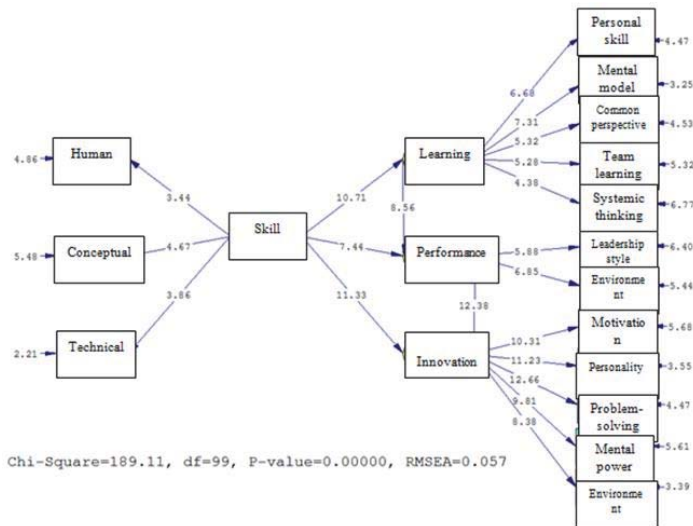 Personal
skill
4.47
Mental
model
3.25
6.68
7.31
Common
perspective
4.53
5.32
Human
4.86
Learning
Team
learning
5.32
5.28
4.38
3.44
10.71
8.56
Systemic
thinking
6.77
Skill
Conceptual
5.48
4.67
7.44
Performance
5.88
Leadership
style
6.40
6.85
Environme
nt
5.44
3.86
11.33
12.38
Motivatio
n
5.68
10.31
Technical
2.21
Innovation
11.23
Personality
3.55
12.66
9.81
8.38
Problem-
solving
4.47
Mental
power
5.61
Chi-Square=189.11, df=99, P-value=0.00000, RMSEA=0.057
Environme
nt
3.39